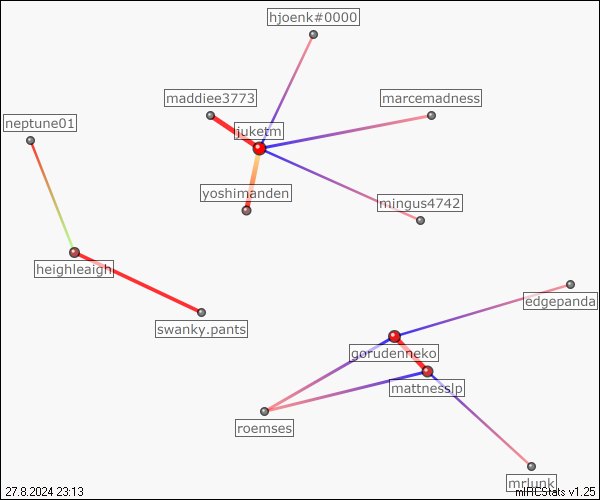 hjoenk#0000
maddiee3773
marcemadness
neptune01
juketm
yoshimanden
mingus4742
heighleaigh
edgepanda
swanky.pants
gorudenneko
mattnesslp
roemses
mrlunk
27.8.2024 23:13
mIRCStats v1.25